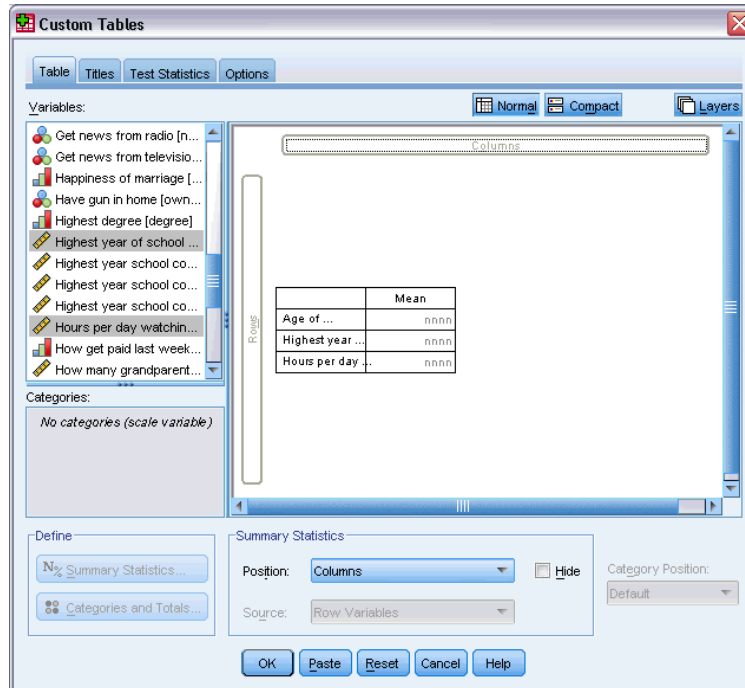 Custom Tables
Table Titles Test Statistics Options
Variables: Normal Compact Layers
Get news from radio [n...
Get news from televisio...
Happiness of marriage [...
Have gun in home [own...
Highest degree [degree]
Highest year of school ...
Highest year school co...
Highest year school co...
Highest year school co...
Hours per day watchin...
How get paid last week...
How many grandparent...
Categories:
No categories (scale variable)
Columns
Rows
Mean
Age of ... nnnn
Highest year ... nnnn
Hours per day ... nnnn
Define
N% Summary Statistics...
Categories and Totals...
Summary Statistics
Position: Columns Hide
Source: Row Variables
Category Position:
Default
OK Paste Reset Cancel Help